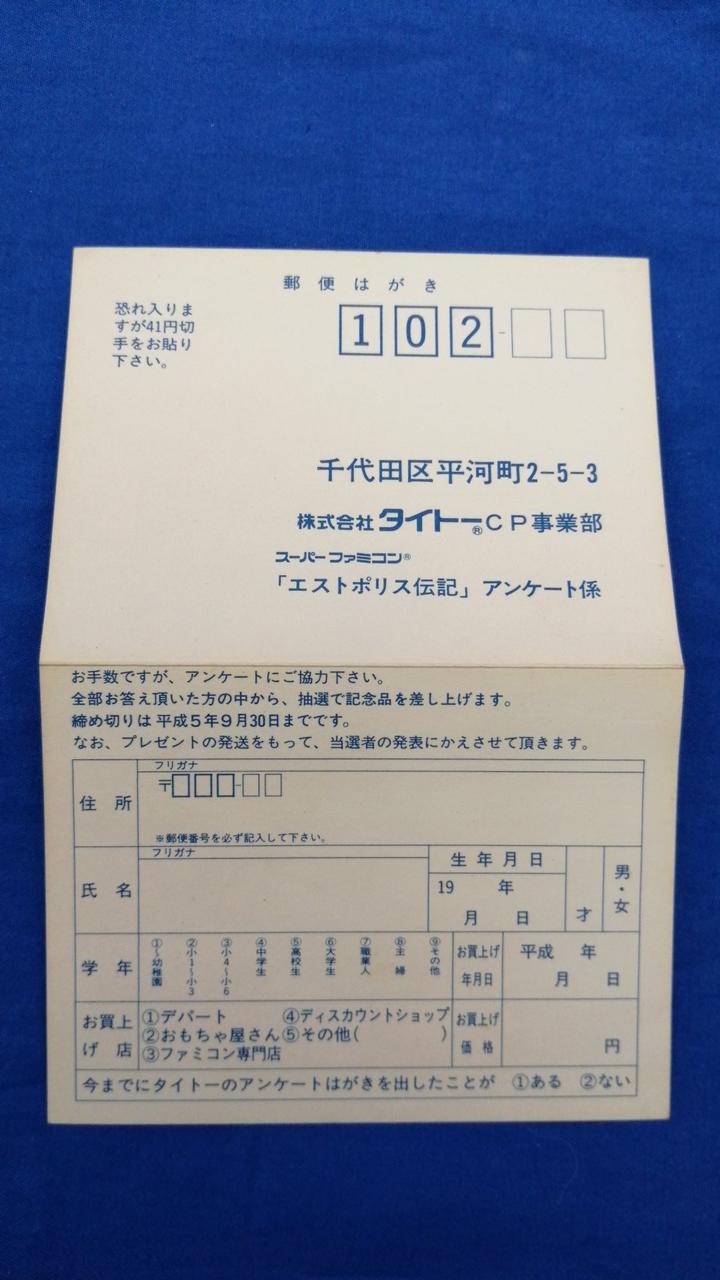 郵便はがき
恐れ入りま
すが41円切
手をお貼り
下さい。
102-
千代田区平河町2-5-3
株式会社タイトー®CP事業部
スーパーファミコン®
「エストポリス伝記」アンケート係
お手数ですが、アンケートにご協力下さい。
全部お答え頂いた方の中から、抽選で記念品を差し上げます。
締め切りは平成5年9月30日までです。
なお、プレゼントの発送をもって、当選者の発表にかえさせて頂きます。
フリガナ
住所
〒 -
※郵便番号を必ず記入して下さい。
フリガナ
氏名
生年月日
19 年
月 日
才
男・女
学年
①〜幼稚園
②小1〜小3
③小4〜小6
④中学生
⑤高校生
⑥大学生
⑦職業人
⑧主婦
⑨その他
お買上げ
年月日
平成 年
月 日
お買上
げ店
①デパート ④ディスカウントショップ
②おもちゃ屋さん ⑤その他( )
③ファミコン専門店
お買上げ
価格
円
今までにタイトーのアンケートはがきを出したことが ①ある ②ない